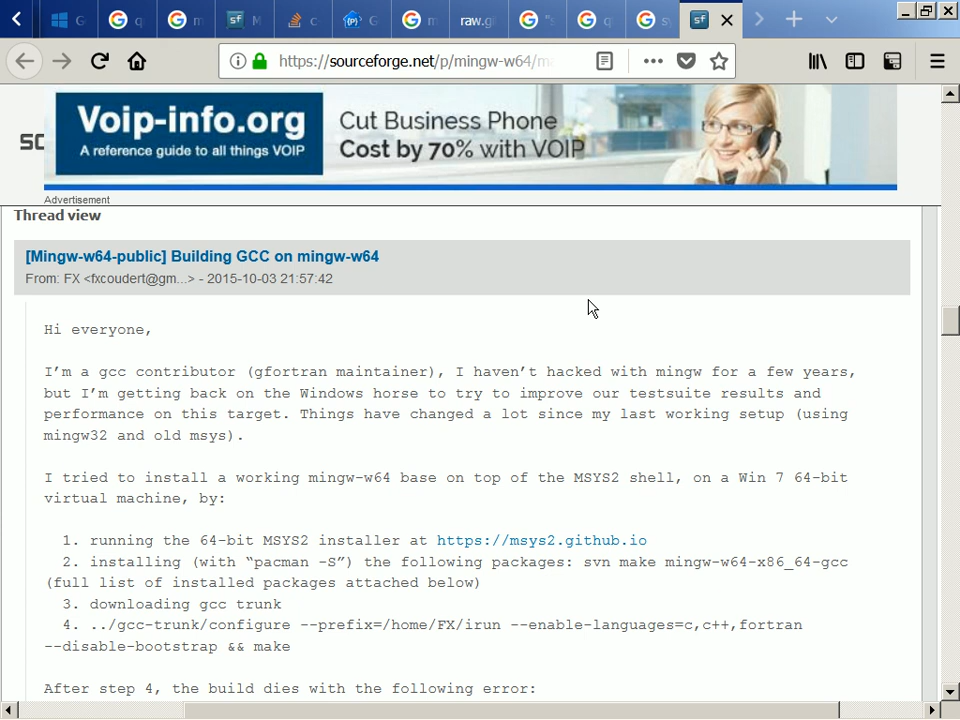 G
G q
G m
sf M
c
{P} G
G m
raw.gi
G "s
G q
G s
sf
https://sourceforge.net/p/mingw-w64/m
Voip-info.org
A reference guide to all things VOIP
Cut Business Phone
Cost by 70% with VOIP
Advertisement
Thread view
[Mingw-w64-public] Building GCC on mingw-w64
From: FX <fxcoudert@gm...> - 2015-10-03 21:57:42
Hi everyone,
I’m a gcc contributor (gfortran maintainer), I haven’t hacked with mingw for a few years,
but I’m getting back on the Windows horse to try to improve our testsuite results and
performance on this target. Things have changed a lot since my last working setup (using
mingw32 and old msys).
I tried to install a working mingw-w64 base on top of the MSYS2 shell, on a Win 7 64-bit
virtual machine, by:
1. running the 64-bit MSYS2 installer at https://msys2.github.io
2. installing (with “pacman -S”) the following packages: svn make mingw-w64-x86_64-gcc
(full list of installed packages attached below)
3. downloading gcc trunk
4. ../gcc-trunk/configure --prefix=/home/FX/irun --enable-languages=c,c++,fortran
--disable-bootstrap && make
After step 4, the build dies with the following error: